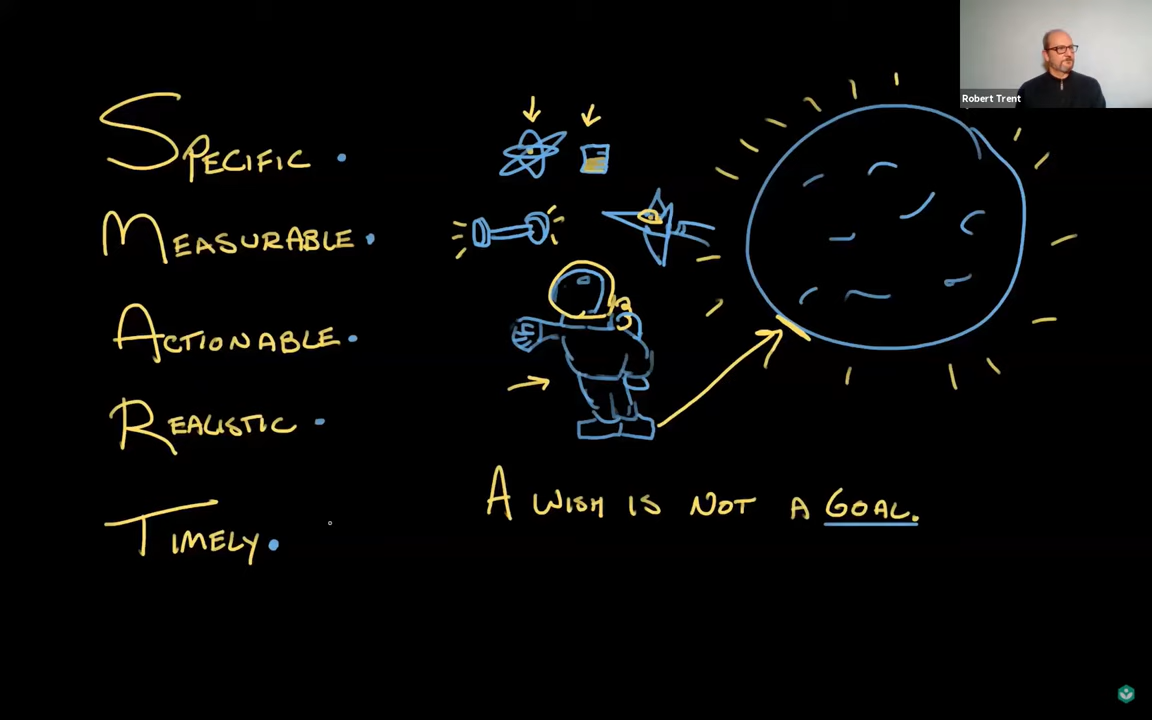 Robert Trent
Specific.
Measurable.
Actionable.
Realistic.
Timely.
A wish is not a goal.